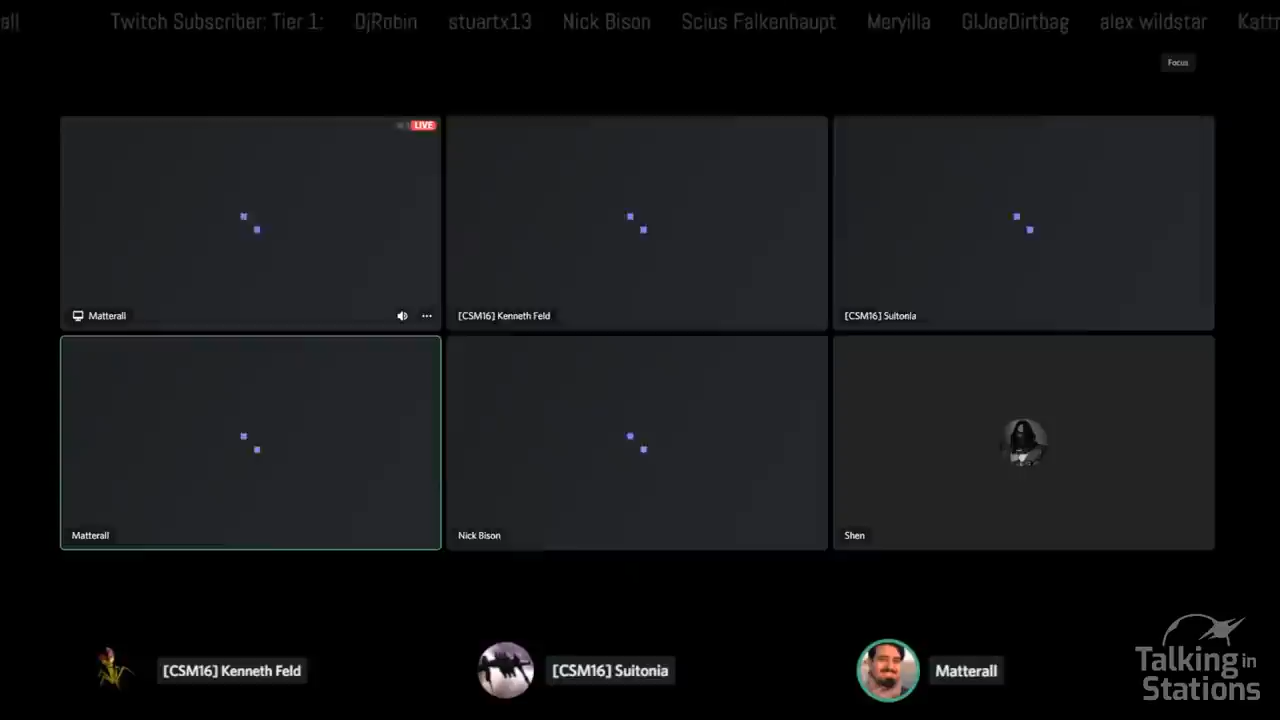 all Twitch Subscriber: Tier 1: DjRobin stuartx13 Nick Bison Scius Falkenhaupt Meryilla GIJoeDirtbag alex wildstar
Focus
LIVE
Matterall [CSM16] Kenneth Feld [CSM16] Suitonia
Matterall Nick Bison Shen
[CSM16] Kenneth Feld [CSM16] Suitonia Matterall
Talking in
Stations